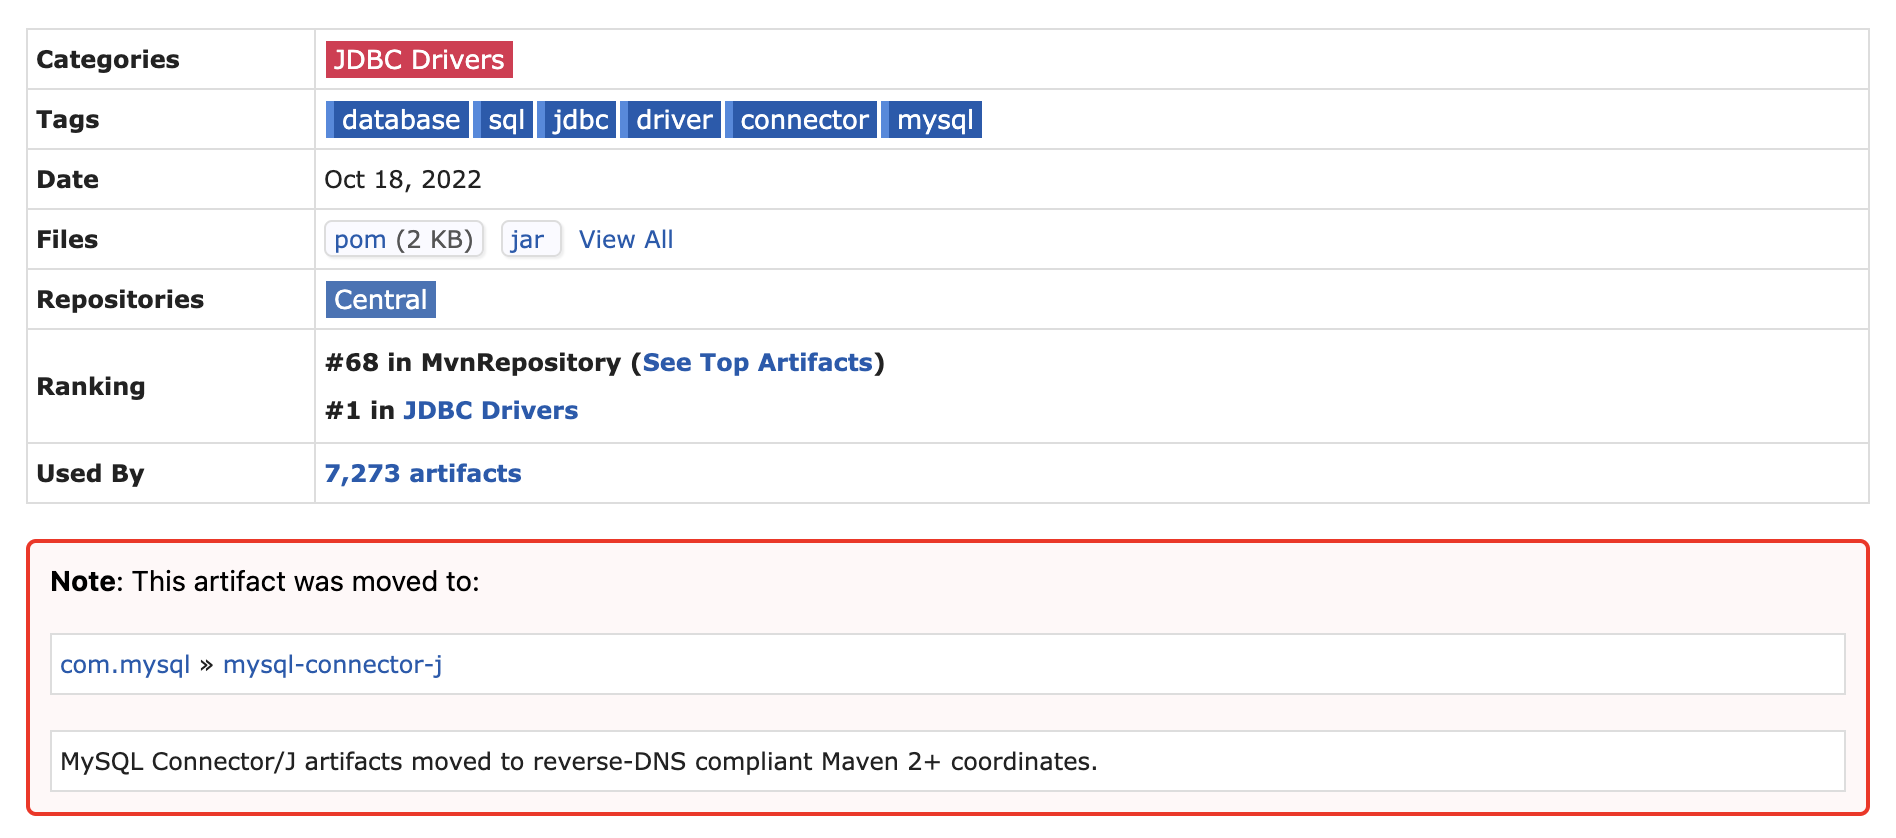 Categories JDBC Drivers
Tags database sql jdbc driver connector mysql
Date Oct 18, 2022
Files pom (2 KB) jar View All
Repositories Central
Ranking #68 in MvnRepository (See Top Artifacts)
#1 in JDBC Drivers
Used By 7,273 artifacts
Note: This artifact was moved to:
com.mysql » mysql-connector-j
MySQL Connector/J artifacts moved to reverse-DNS compliant Maven 2+ coordinates.